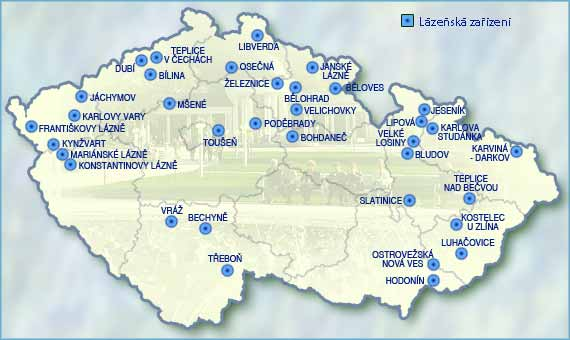 Lázeňská zařízení
LIBVERDA
TEPLICE
V ČECHÁCH
DUBÍ
BÍLINA
OSEČNÁ
JÁNSKÉ
LÁZNĚ
ŽELEZNICE
BĚLOVES
BĚLOHRAD
JÁCHYMOV
MŠENÉ
VELICHOVKY
KARLOVY VARY
PODĚBRADY
FRANTIŠKOVY LÁZNĚ
TOUŠEŇ
BOHDANEČ
KYNŽVART
MARIÁNSKÉ LÁZNĚ
KONSTANTINOVY LÁZNĚ
JESENÍK
LIPOVÁ
KARLOVA
STUDÁNKA
VELKÉ
LOSINY
BLUDOV
KARVINÁ
- DARKOV
TEPLICE
NAD BEČVOU
SLATINICE
VRÁŽ
BECHYNĚ
KOSTELEC
U ZLÍNA
LUHAČOVICE
TŘEBOŇ
OSTROVEŽSKÁ
NOVÁ VES
HODONÍN